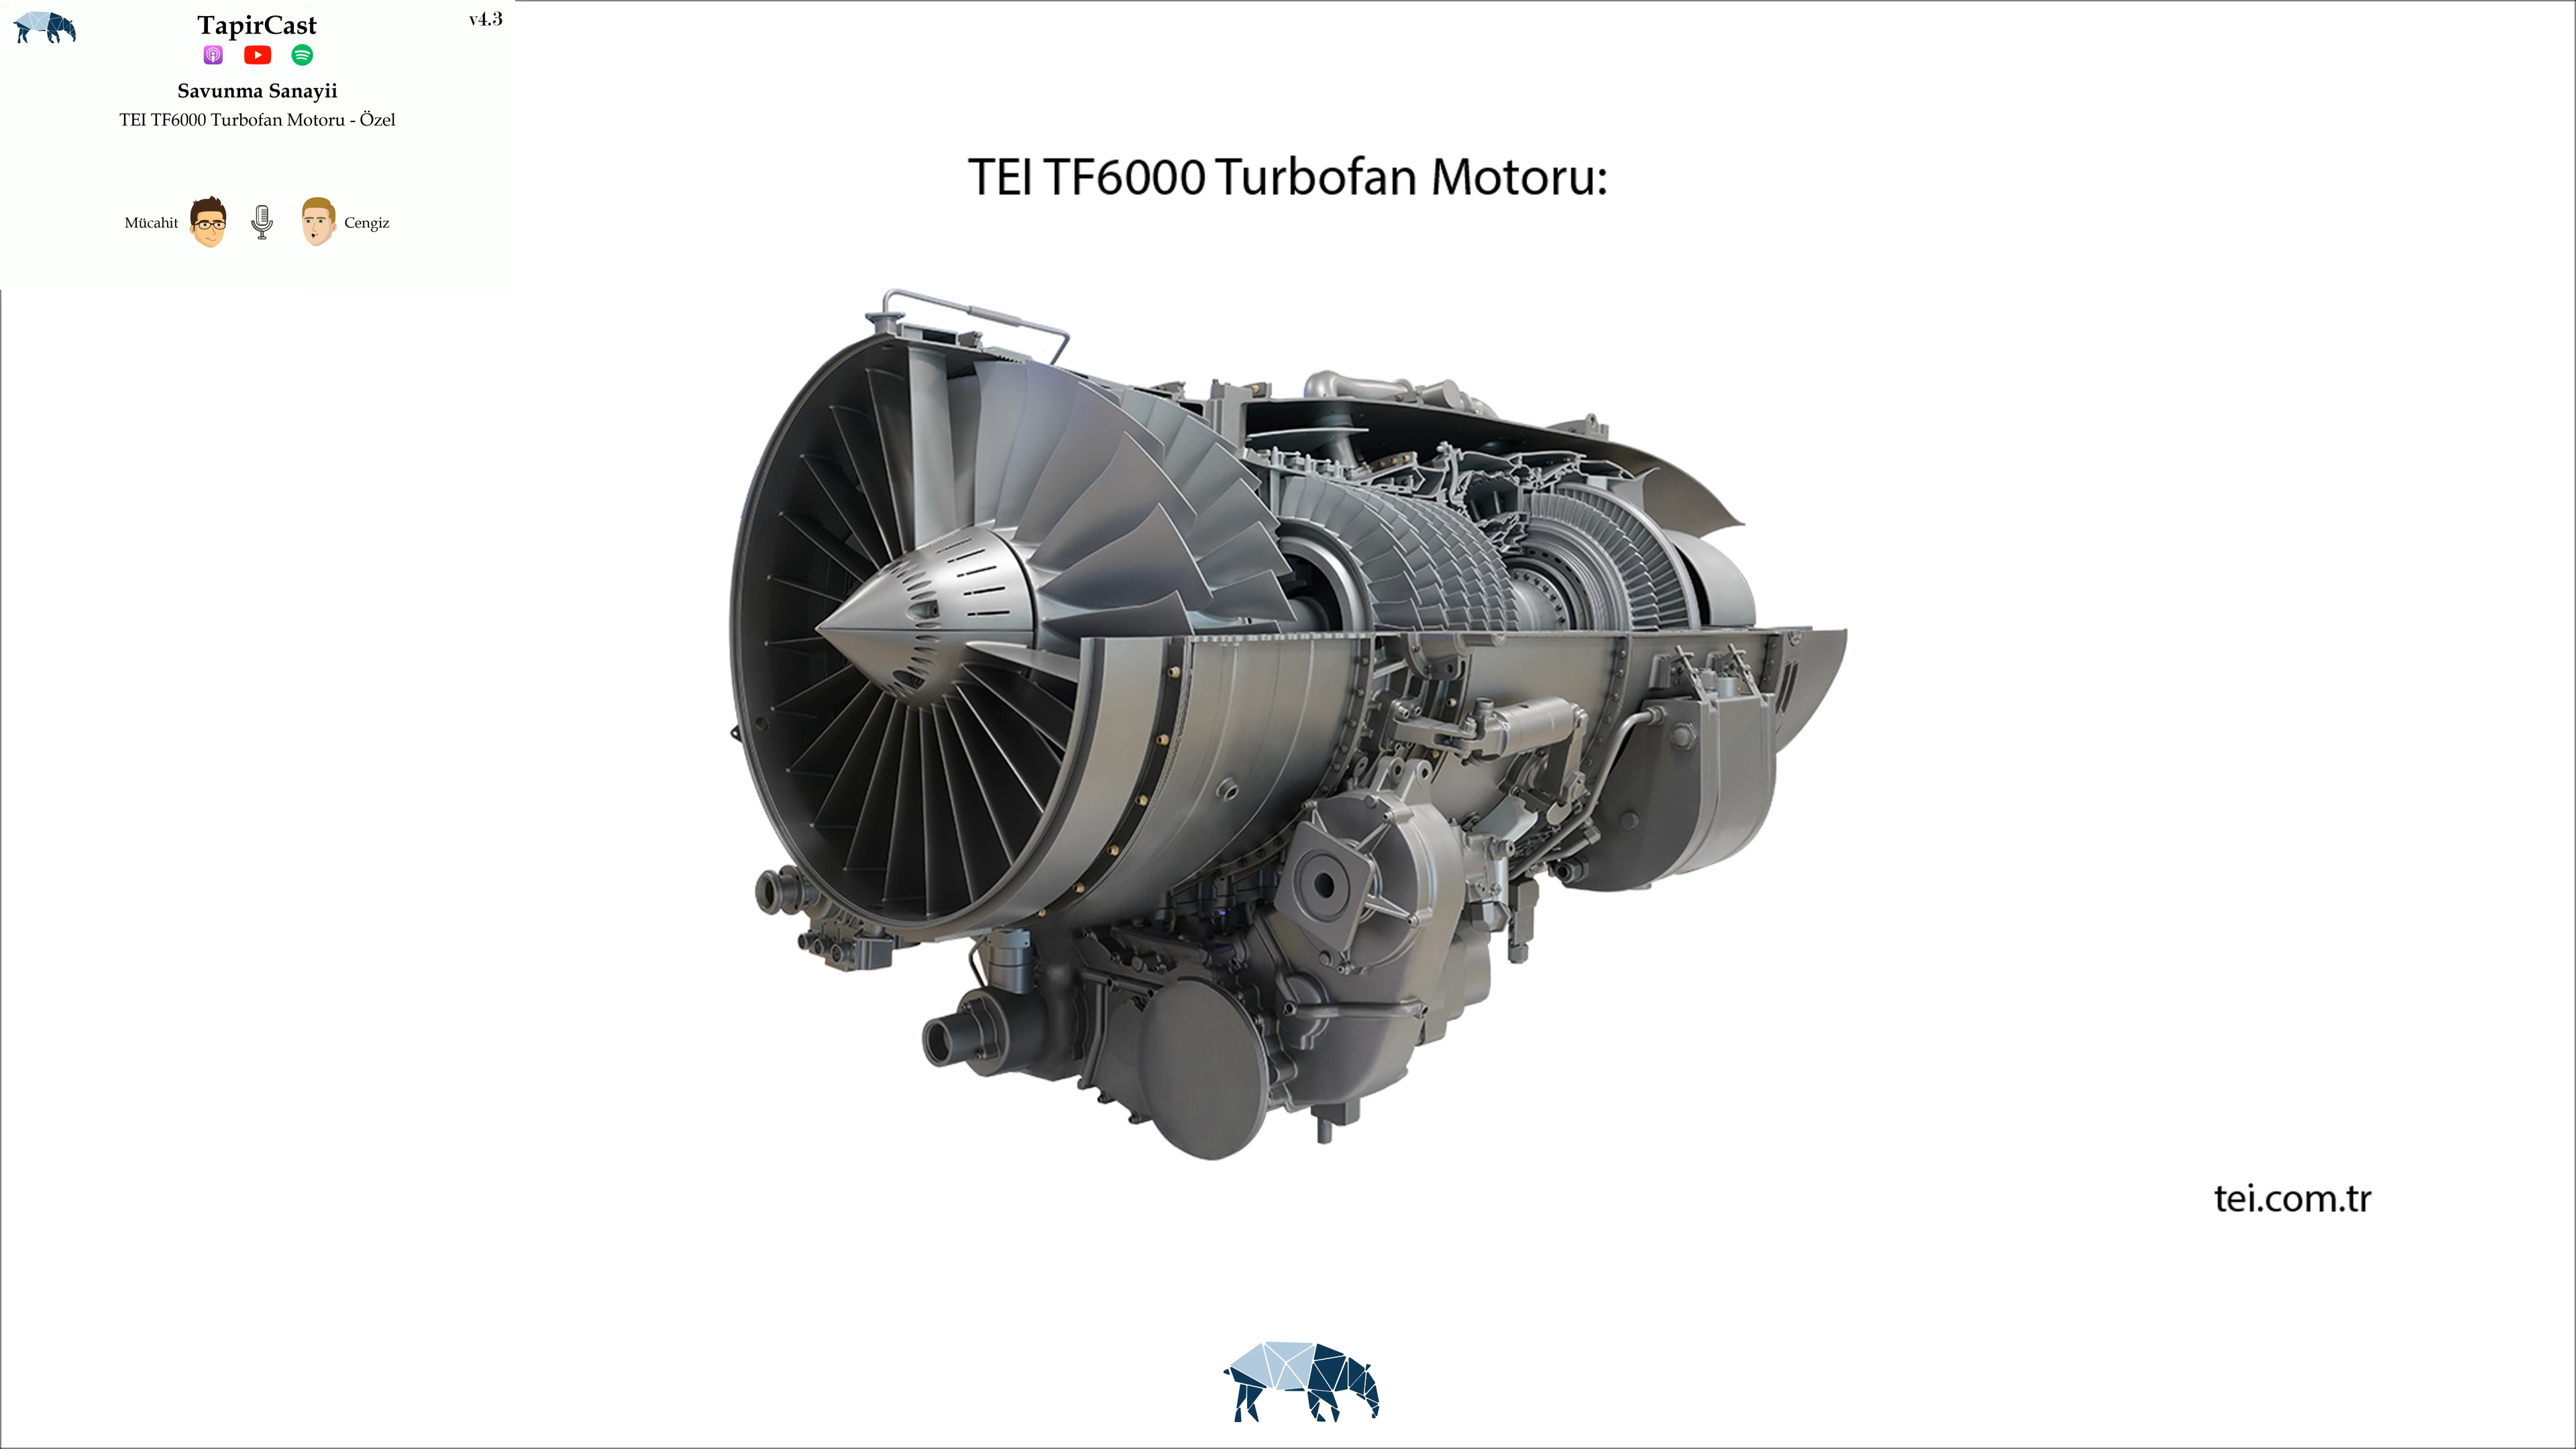 TapirCast
v4.3
Savunma Sanayii
TEI TF6000 Turbofan Motoru - Özel
Mücahit
Cengiz
TEI TF6000 Turbofan Motoru:
tei.com.tr